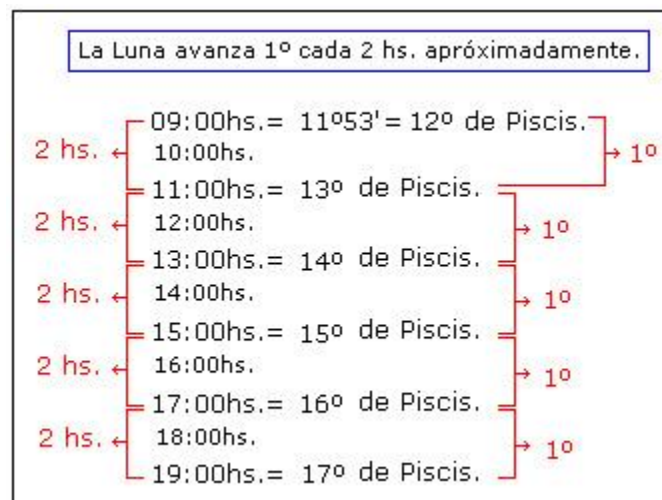 La Luna avanza 1º cada 2 hs. apróximadamente.
09:00hs.= 11º53'= 12º de Piscis.
2 hs. 10:00hs. 1º
11:00hs.= 13º de Piscis.
2 hs. 12:00hs. 1º
13:00hs.= 14º de Piscis.
2 hs. 14:00hs. 1º
15:00hs.= 15º de Piscis.
2 hs. 16:00hs. 1º
17:00hs.= 16º de Piscis.
2 hs. 18:00hs. 1º
19:00hs.= 17º de Piscis.